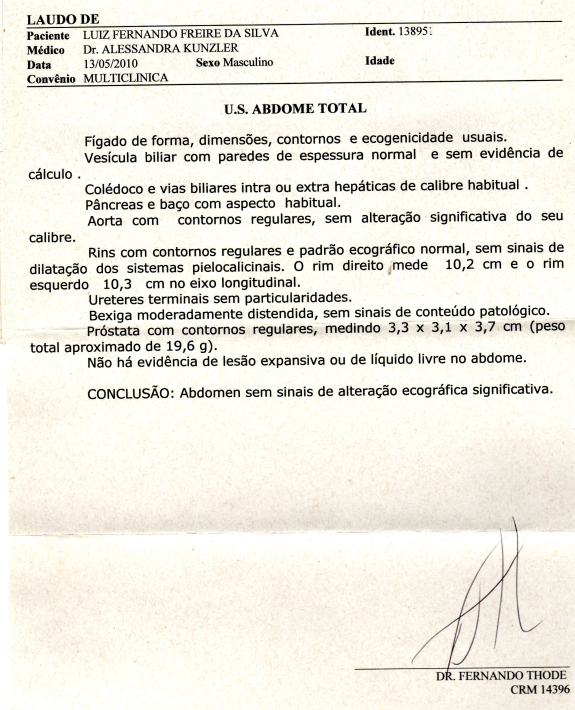 LAUDO DE
Paciente LUIZ FERNANDO FREIRE DA SILVA Ident. 13895
Médico Dr. ALESSANDRA KUNZLER
Data 13/05/2010 Sexo Masculino Idade
Convênio MULTICLINICA
U.S. ABDOME TOTAL
Fígado de forma, dimensões, contornos e ecogenicidade usuais.
Vesícula biliar com paredes de espessura normal e sem evidência de
cálculo .
Colédoco e vias biliares intra ou extra hepáticas de calibre habitual .
Pâncreas e baço com aspecto habitual.
Aorta com contornos regulares, sem alteração significativa do seu
calibre.
Rins com contornos regulares e padrão ecográfico normal, sem sinais de
dilatação dos sistemas pielocalicinais. O rim direito mede 10,2 cm e o rim
esquerdo 10,3 cm no eixo longitudinal.
Ureteres terminais sem particularidades.
Bexiga moderadamente distendida, sem sinais de conteúdo patológico.
Próstata com contornos regulares, medindo 3,3 x 3,1 x 3,7 cm (peso
total aproximado de 19,6 g).
Não há evidência de lesão expansiva ou de líquido livre no abdome.
CONCLUSÃO: Abdomen sem sinais de alteração ecográfica significativa.
DR. FERNANDO THODE
CRM 14396